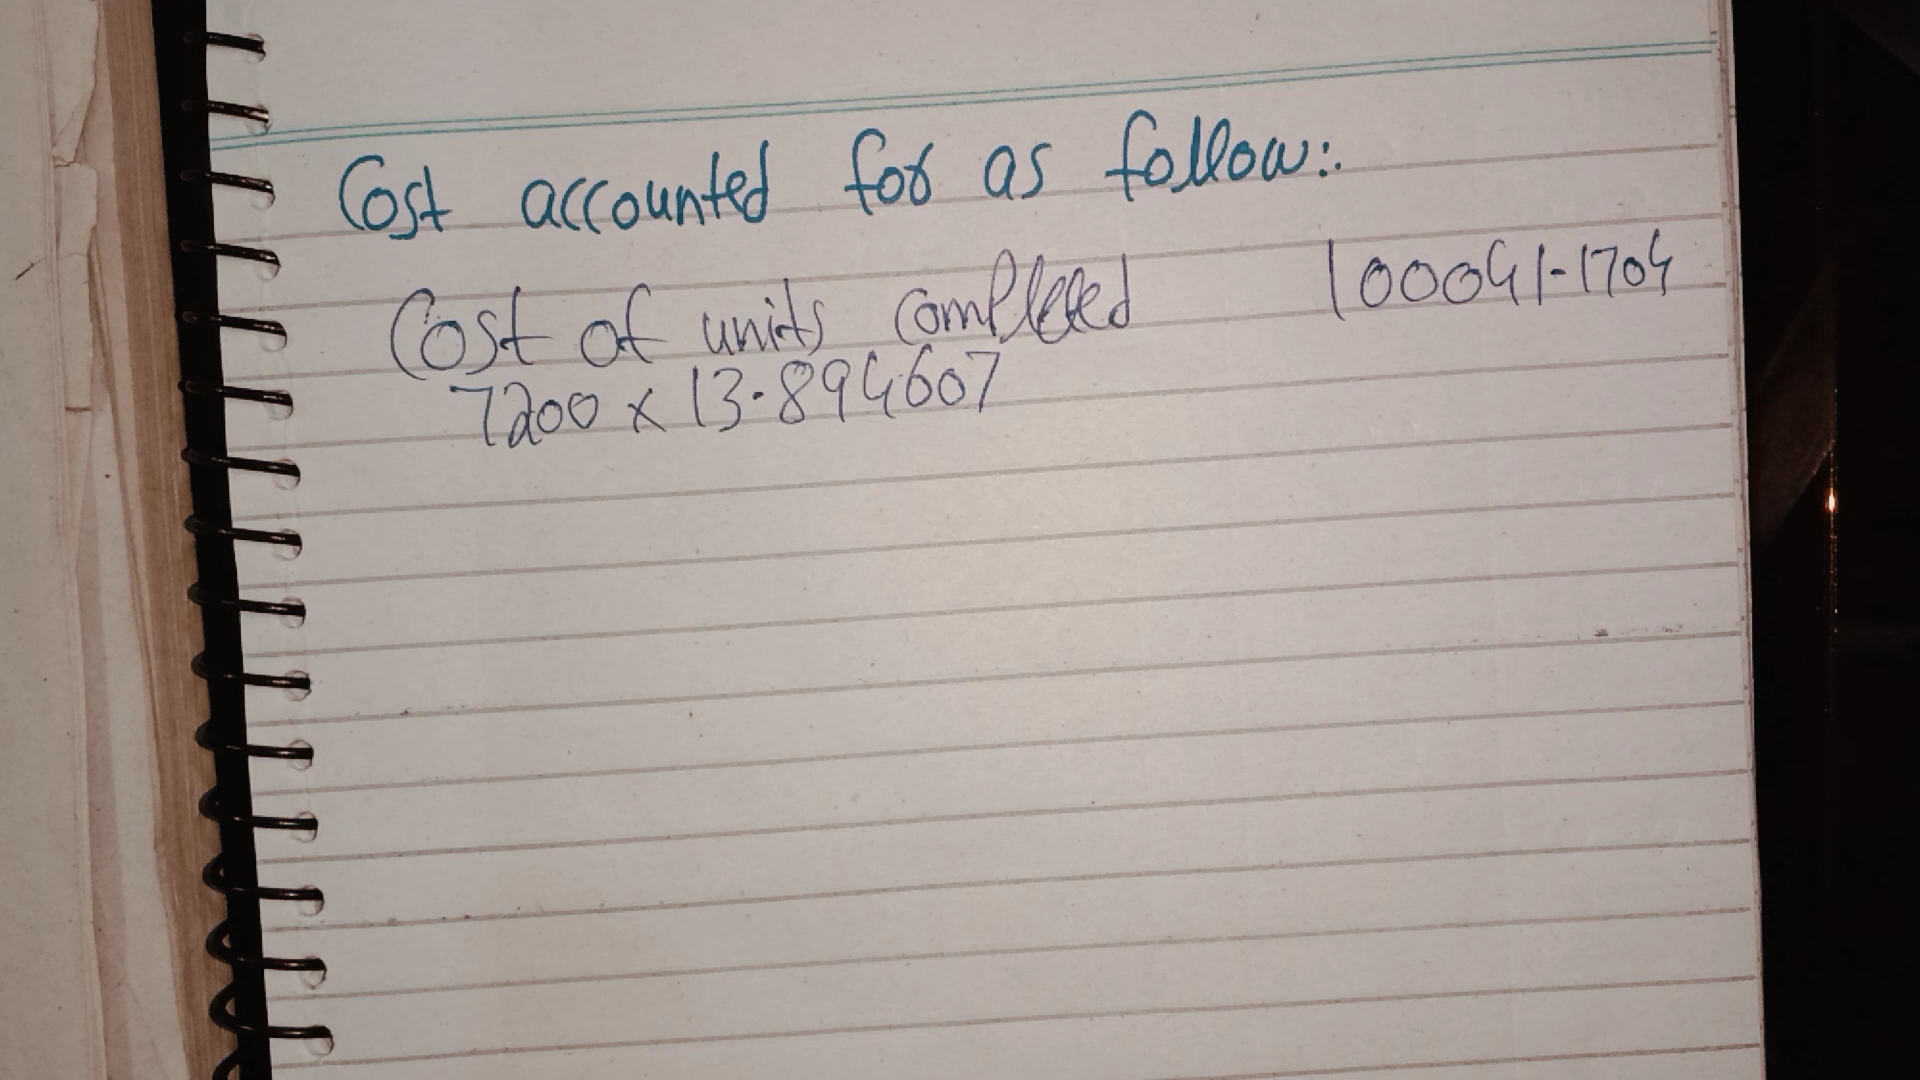 Cost accounted for as follow:.
Cost of units completed 100041.1704
7200 x 13.894607